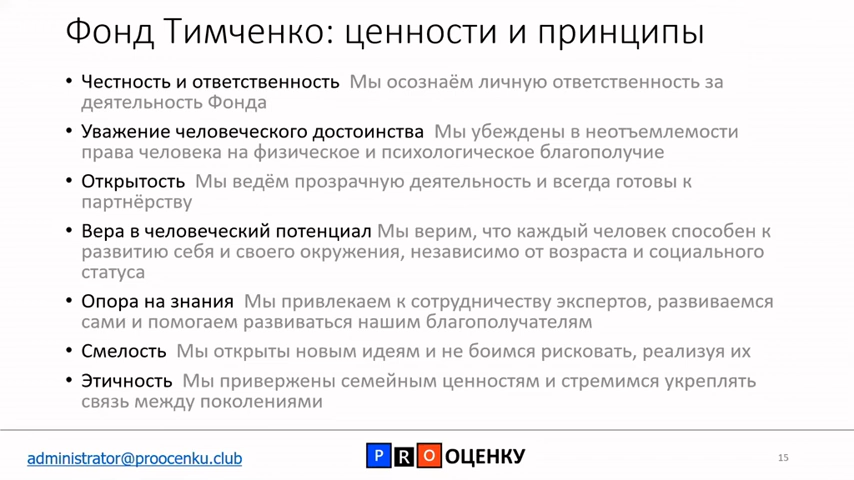 Фонд Тимченко: ценности и принципы
• Честность и ответственность Мы осознаём личную ответственность за
деятельность Фонда
• Уважение человеческого достоинства Мы убеждены в неотъемлемости
права человека на физическое и психологическое благополучие
• Открытость Мы ведём прозрачную деятельность и всегда готовы к
партнёрству
• Вера в человеческий потенциал Мы верим, что каждый человек способен к
развитию себя и своего окружения, независимо от возраста и социального
статуса
• Опора на знания Мы привлекаем к сотрудничеству экспертов, развиваемся
сами и помогаем развиваться нашим благополучателям
• Смелость Мы открыты новым идеям и не боимся рисковать, реализуя их
• Этичность Мы привержены семейным ценностям и стремимся укреплять
связь между поколениями
administrator@proocenku.club
PRO ОЦЕНКУ
15